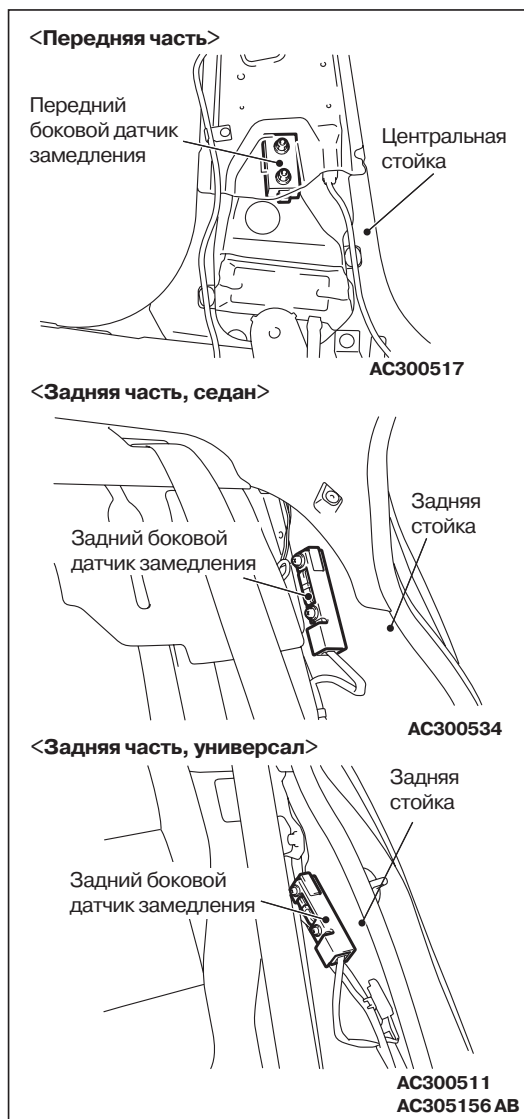 <Передняя часть>
Передний
боковой датчик
замедления
Центральная
стойка
AC300517
<Задняя часть, седан>
Задняя
стойка
Задний боковой
датчик замедления
AC300534
<Задняя часть, универсал>
Задняя
стойка
Задний боковой
датчик замедления
AC300511
AC305156 AB